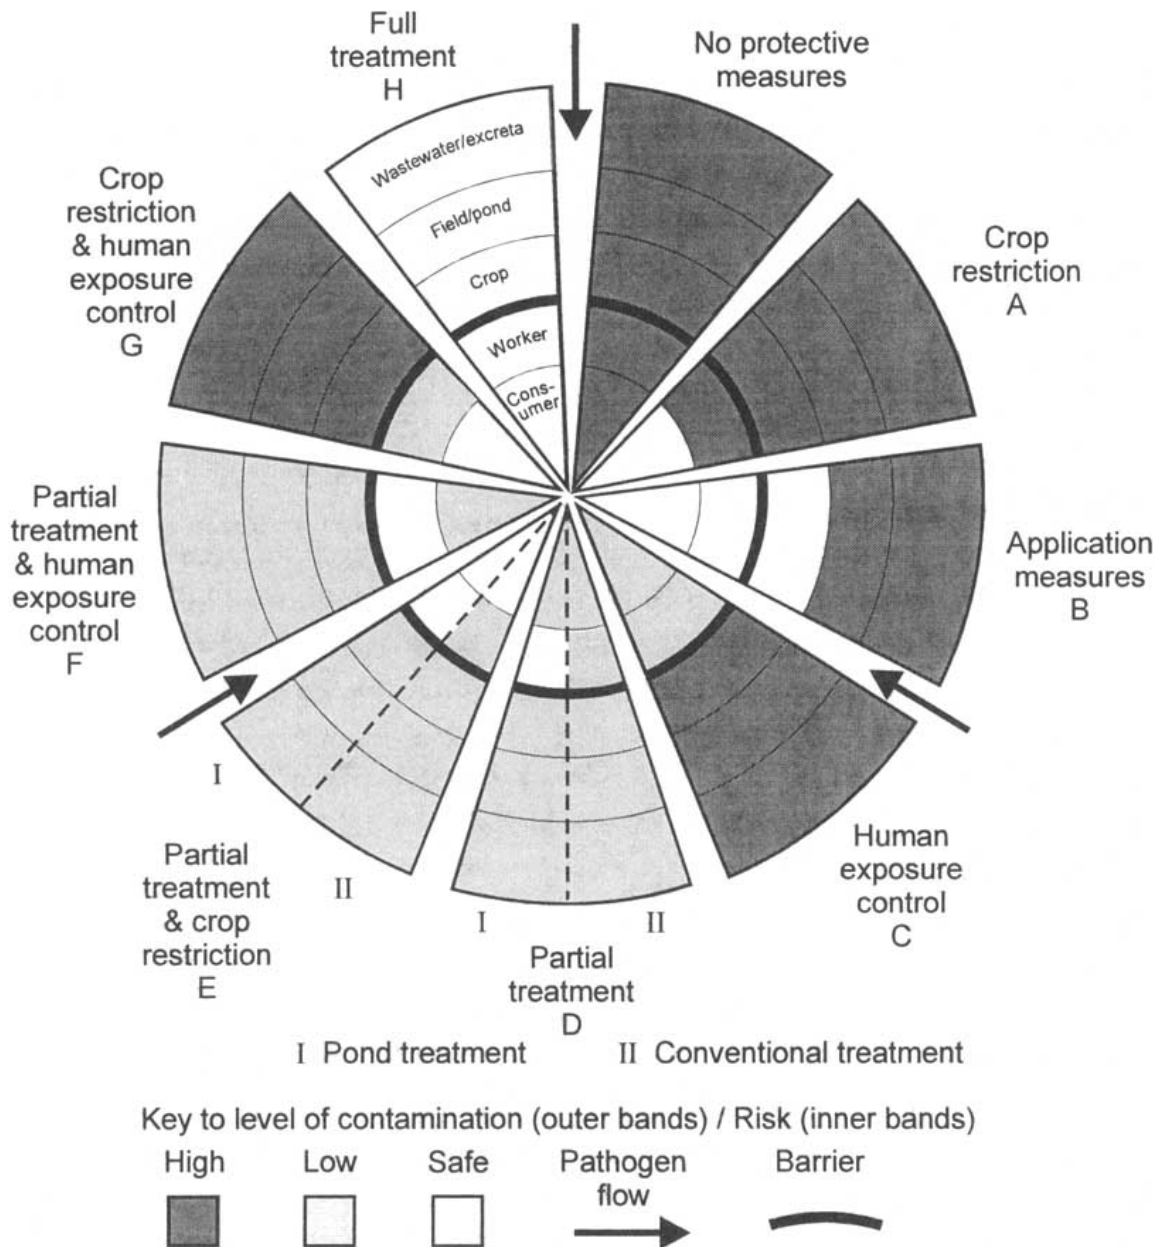 Full
treatment
H
No protective
measures
Crop
restriction
A
Application
measures
B
Human
exposure
control
C
Partial
treatment
D
Partial
treatment
& crop
restriction
E
Partial
treatment
& human
exposure
control
F
Crop
restriction
& human
exposure
control
G
Wastewater/excreta
Field/pond
Crop
Worker
Cons-
umer
I
II
I
II
I Pond treatment
II Conventional treatment
Key to level of contamination (outer bands) / Risk (inner bands)
High
Low
Safe
Pathogen
flow
Barrier